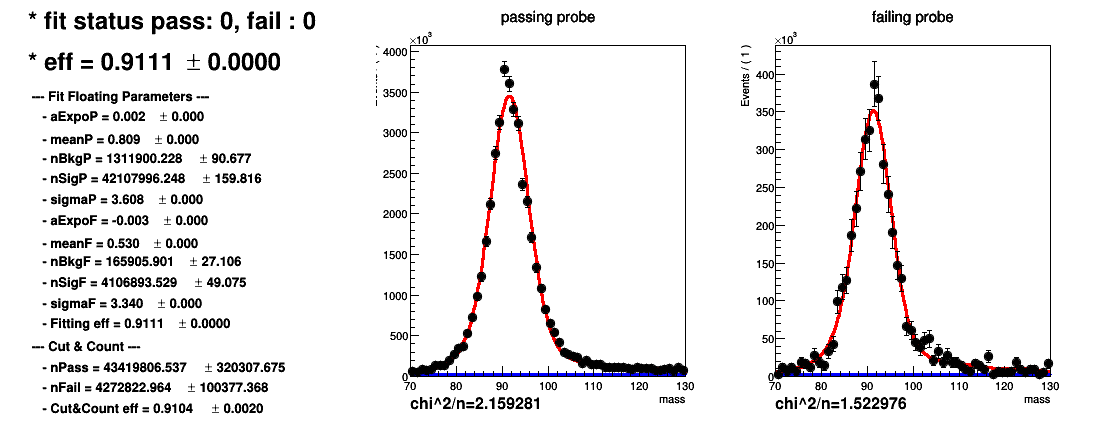 * fit status pass: 0, fail : 0
* eff = 0.9111 ± 0.0000
--- Fit Floating Parameters ---
- aExpoP = 0.002 ± 0.000
- meanP = 0.809 ± 0.000
- nBkgP = 1311900.228 ± 90.677
- nSigP = 42107996.248 ± 159.816
- sigmaP = 3.608 ± 0.000
- aExpoF = -0.003 ± 0.000
- meanF = 0.530 ± 0.000
- nBkgF = 165905.901 ± 27.106
- nSigF = 4106893.529 ± 49.075
- sigmaF = 3.340 ± 0.000
- Fitting eff = 0.9111 ± 0.0000
--- Cut & Count ---
- nPass = 43419806.537 ± 320307.675
- nFail = 4272822.964 ± 100377.368
- Cut&Count eff = 0.9104 ± 0.0020
passing probe
×10³
4000
3500
3000
2500
2000
1500
1000
500
0
70 80 90 100 110 120 130
mass
chi^2/n=2.159281
failing probe
×10³
Events / ( 1 )
400
350
300
250
200
150
100
50
0
70 80 90 100 110 120 130
mass
chi^2/n=1.522976